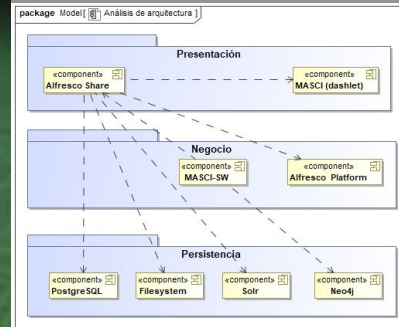 package Model[ Análisis de arquitectura ]
Presentación
«component»
Alfresco Share
«component»
MASCI (dashlet)
Negocio
«component»
MASCI-SW
«component»
Alfresco Platform
Persistencia
«component»
PostgreSQL
«component»
Filesystem
«component»
Solr
«component»
Neo4j